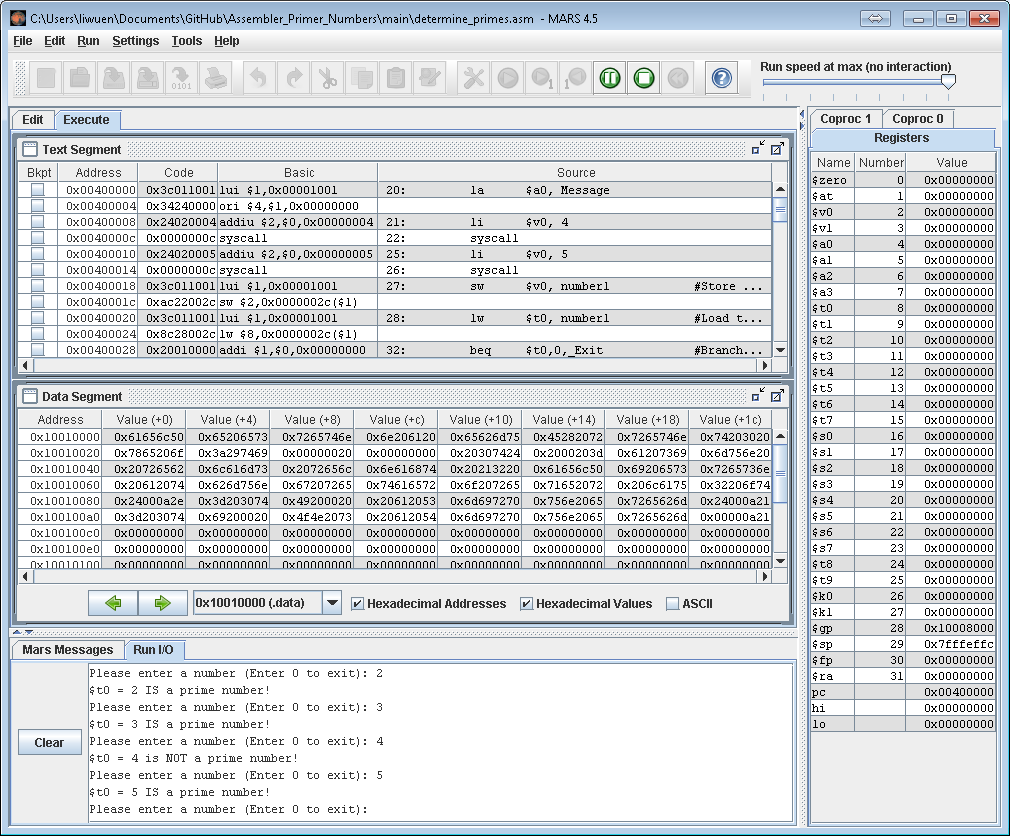 C:\Users\liwuen\Documents\GitHub\Assembler_Primer_Numbers\main\determine_primes.asm - MARS 4.5
File Edit Run Settings Tools Help
Run speed at max (no interaction)
Edit Execute
Text Segment
Bkpt Address Code Basic Source
0x00400000 0x3c011001 lui $1,0x00001001 20: la $a0, Message
0x00400004 0x34240000 ori $4,$1,0x00000000
0x00400008 0x24020004 addiu $2,$0,0x00000004 21: li $v0, 4
0x0040000c 0x0000000c syscall 22: syscall
0x00400010 0x24020005 addiu $2,$0,0x00000005 25: li $v0, 5
0x00400014 0x0000000c syscall 26: syscall
0x00400018 0x3c011001 lui $1,0x00001001 27: sw $v0, number1 #Store ...
0x0040001c 0xac22002c sw $2,0x0000002c($1)
0x00400020 0x3c011001 lui $1,0x00001001 28: lw $t0, number1 #Load t...
0x00400024 0x8c28002c lw $8,0x0000002c($1)
0x00400028 0x20010000 addi $1,$0,0x00000000 32: beq $t0,0,_Exit #Branch...
Data Segment
Address Value (+0) Value (+4) Value (+8) Value (+c) Value (+10) Value (+14) Value (+18) Value (+1c)
0x10010000 0x61656c50 0x65206573 0x7265746e 0x6e206120 0x65626d75 0x45282072 0x7265746e 0x74203020
0x10010020 0x7865206f 0x3a297469 0x00000020 0x00000000 0x20307424 0x2000203d 0x61207369 0x6d756e20
0x10010040 0x20726562 0x6c616d73 0x2072656c 0x6e616874 0x20213220 0x61656c50 0x69206573 0x7265736e
0x10010060 0x20612074 0x626d756e 0x67207265 0x74616572 0x6f207265 0x71652072 0x206c6175 0x32206f74
0x10010080 0x24000a2e 0x3d203074 0x49200020 0x20612053 0x6d697270 0x756e2065 0x7265626d 0x24000a21
0x100100a0 0x3d203074 0x69200020 0x4f4e2073 0x20612054 0x6d697270 0x756e2065 0x7265626d 0x00000a21
0x100100c0 0x00000000 0x00000000 0x00000000 0x00000000 0x00000000 0x00000000 0x00000000 0x00000000
0x100100e0 0x00000000 0x00000000 0x00000000 0x00000000 0x00000000 0x00000000 0x00000000 0x00000000
0x10010100 0x00000000 0x00000000 0x00000000 0x00000000 0x00000000 0x00000000 0x00000000 0x00000000
0x10010000 (.data) Hexadecimal Addresses Hexadecimal Values ASCII
Mars Messages Run I/O
Clear
Please enter a number (Enter 0 to exit): 2
$t0 = 2 IS a prime number!
Please enter a number (Enter 0 to exit): 3
$t0 = 3 IS a prime number!
Please enter a number (Enter 0 to exit): 4
$t0 = 4 is NOT a prime number!
Please enter a number (Enter 0 to exit): 5
$t0 = 5 IS a prime number!
Please enter a number (Enter 0 to exit):
Coproc 1 Coproc 0
Registers
Name Number Value
$zero 0 0x00000000
$at 1 0x00000000
$v0 2 0x00000000
$v1 3 0x00000000
$a0 4 0x00000000
$a1 5 0x00000000
$a2 6 0x00000000
$a3 7 0x00000000
$t0 8 0x00000000
$t1 9 0x00000000
$t2 10 0x00000000
$t3 11 0x00000000
$t4 12 0x00000000
$t5 13 0x00000000
$t6 14 0x00000000
$t7 15 0x00000000
$s0 16 0x00000000
$s1 17 0x00000000
$s2 18 0x00000000
$s3 19 0x00000000
$s4 20 0x00000000
$s5 21 0x00000000
$s6 22 0x00000000
$s7 23 0x00000000
$t8 24 0x00000000
$t9 25 0x00000000
$k0 26 0x00000000
$k1 27 0x00000000
$gp 28 0x10008000
$sp 29 0x7fffeffc
$fp 30 0x00000000
$ra 31 0x00000000
pc 0x00400000
hi 0x00000000
lo 0x00000000